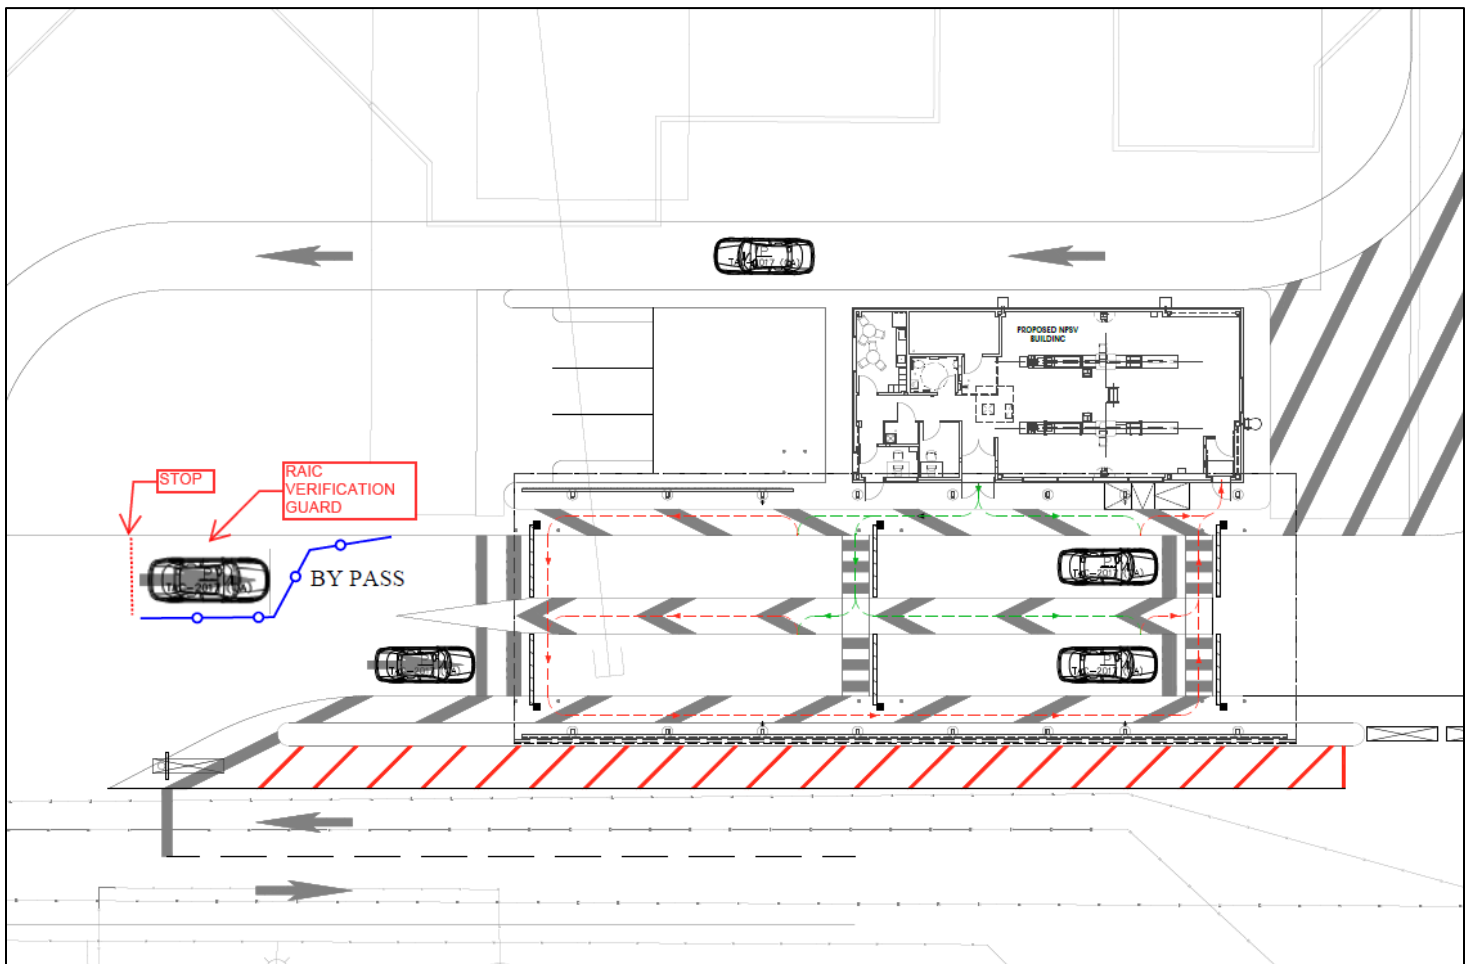 PROPOSED NPSV
BUILDING
STOP
RAIC
VERIFICATION
GUARD
BY PASS